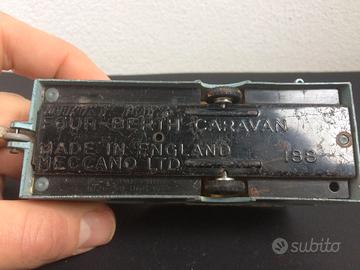 FOUR-BERTH CARAVAN
MADE IN ENGLAND
MECCANO LTD
188
subito